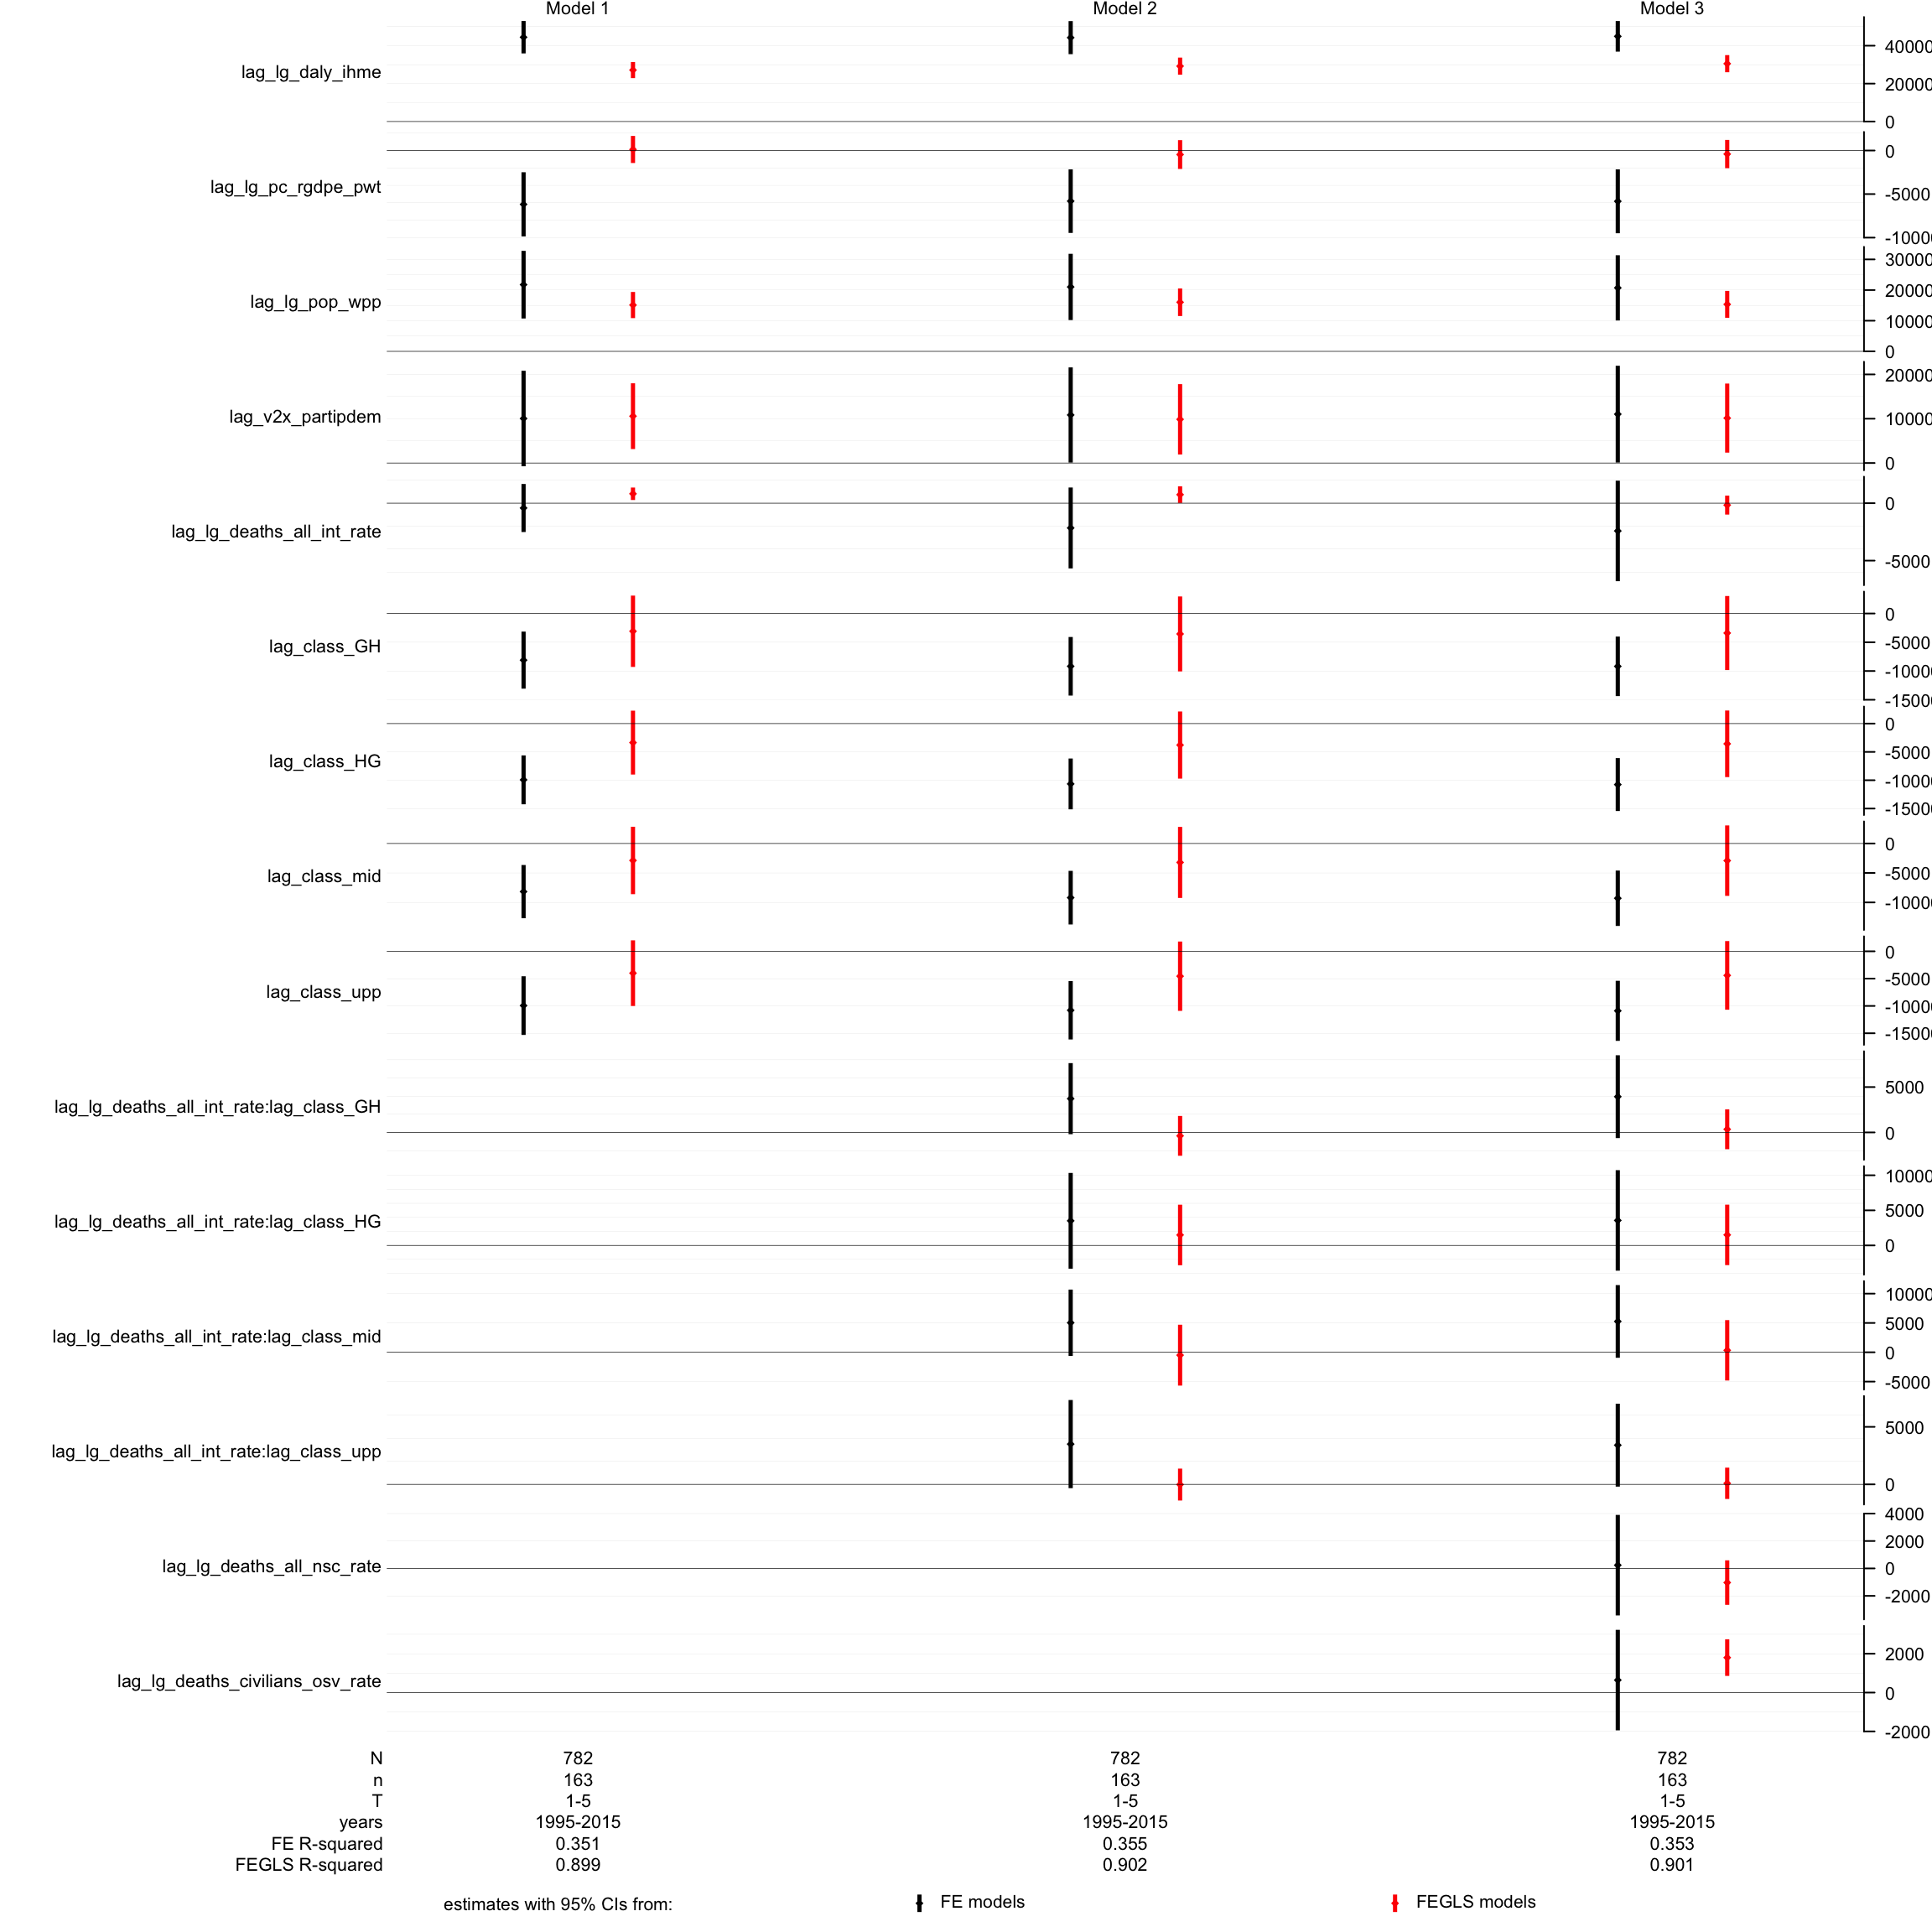 Model 1 Model 2 Model 3
lag_lg_daly_ihme
40000
20000
0
lag_lg_pc_rgdpe_pwt
0
-5000
-10000
lag_lg_pop_wpp
30000
20000
10000
0
lag_v2x_partipdem
20000
10000
0
lag_lg_deaths_all_int_rate
0
-5000
lag_class_GH
0
-5000
-10000
-15000
lag_class_HG
0
-5000
-10000
-15000
lag_class_mid
0
-5000
-10000
lag_class_upp
0
-5000
-10000
-15000
lag_lg_deaths_all_int_rate:lag_class_GH
5000
0
lag_lg_deaths_all_int_rate:lag_class_HG
10000
5000
0
lag_lg_deaths_all_int_rate:lag_class_mid
10000
5000
0
-5000
lag_lg_deaths_all_int_rate:lag_class_upp
5000
0
lag_lg_deaths_all_nsc_rate
4000
2000
0
-2000
lag_lg_deaths_civilians_osv_rate
2000
0
-2000
N 782 782 782
n 163 163 163
T 1-5 1-5 1-5
years 1995-2015 1995-2015 1995-2015
FE R-squared 0.351 0.355 0.353
FEGLS R-squared 0.899 0.902 0.901
estimates with 95% CIs from: FE models FEGLS models